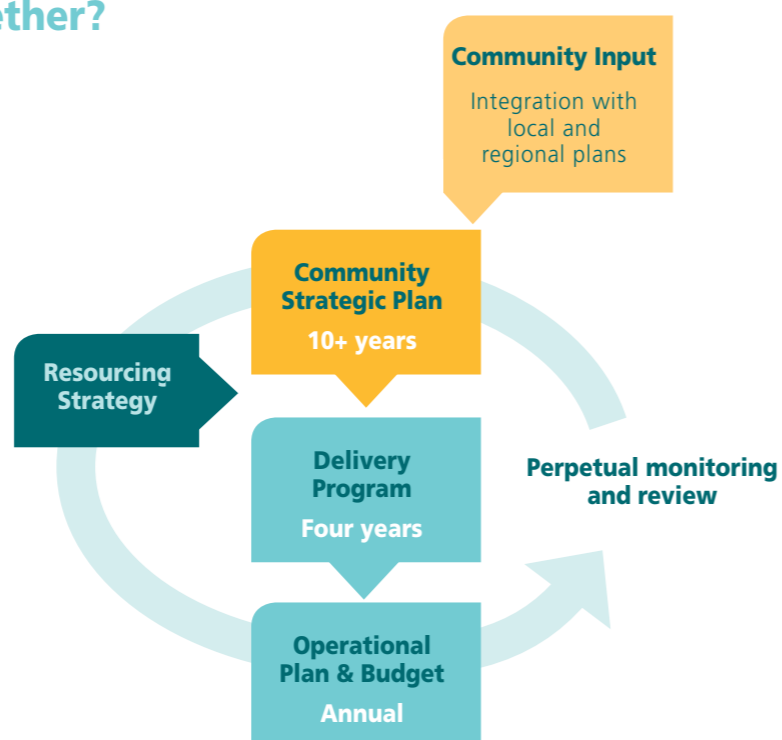 ether?
Community Input
Integration with
local and
regional plans
Community
Strategic Plan
10+ years
Resourcing
Strategy
Delivery
Program
Four years
Perpetual monitoring
and review
Operational
Plan & Budget
Annual